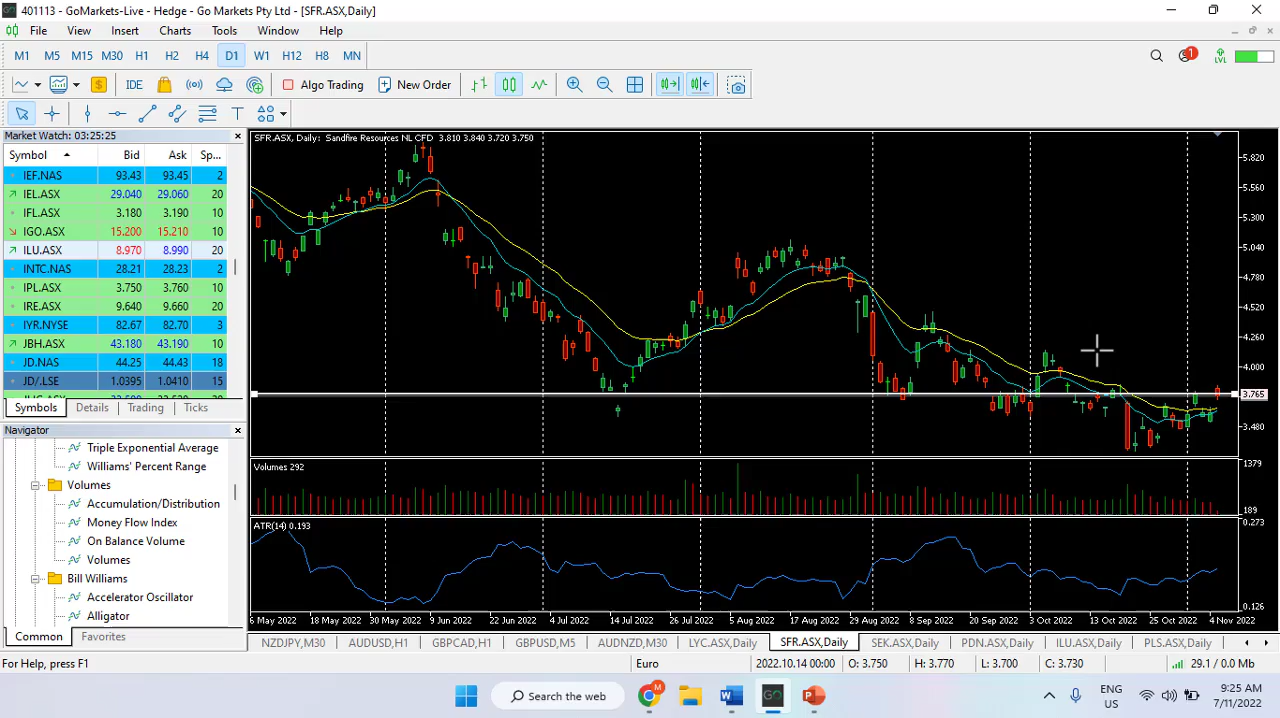 401113 - GoMarkets-Live - Hedge - Go Markets Pty Ltd - [SFR.ASX,Daily]
File View Insert Charts Tools Window Help
M1 M5 M15 M30 H1 H2 H4 D1 W1 H12 H8 MN
1 LVL
IDE Algo Trading New Order
Market Watch: 03:25:25
Symbol Bid Ask Sp...
IEF.NAS 93.43 93.45 2
IEL.ASX 29.040 29.060 20
IFL.ASX 3.180 3.190 10
IGO.ASX 15.200 15.210 10
ILU.ASX 8.970 8.990 20
INTC.NAS 28.21 28.23 2
IPL.ASX 3.750 3.760 10
IRE.ASX 9.640 9.660 20
IYR.NYSE 82.67 82.70 3
JBH.ASX 43.180 43.190 10
JD.NAS 44.25 44.43 18
JD/.LSE 1.0395 1.0410 15
Symbols Details Trading Ticks
Navigator
Triple Exponential Average
Williams' Percent Range
Volumes
Accumulation/Distribution
Money Flow Index
On Balance Volume
Volumes
Bill Williams
Accelerator Oscillator
Alligator
Common Favorites
SFR.ASX, Daily: Sandfire Resources NL CFD 3.810 3.840 3.720 3.750
5.820
5.560
5.300
5.040
4.780
4.520
4.260
4.000
3.765
3.480
Volumes 292
1379
189
ATR(14) 0.193
0.273
0.126
6 May 2022 18 May 2022 30 May 2022 9 Jun 2022 22 Jun 2022 4 Jul 2022 14 Jul 2022 26 Jul 2022 5 Aug 2022 17 Aug 2022 29 Aug 2022 8 Sep 2022 20 Sep 2022 3 Oct 2022 13 Oct 2022 25 Oct 2022 4 Nov 2022
NZDJPY,M30 AUDUSD,H1 GBPCAD,H1 GBPUSD,M5 AUDNZD,M30 LYC.ASX,Daily SFR.ASX,Daily SEK.ASX,Daily PDN.ASX,Daily ILU.ASX,Daily PLS.ASX,Daily
For Help, press F1 Euro 2022.10.14 00:00 O: 3.750 H: 3.770 L: 3.700 C: 3.730 29.1 / 0.0 Mb
Search the web
ENG
US
9:25 AM
7/11/2022